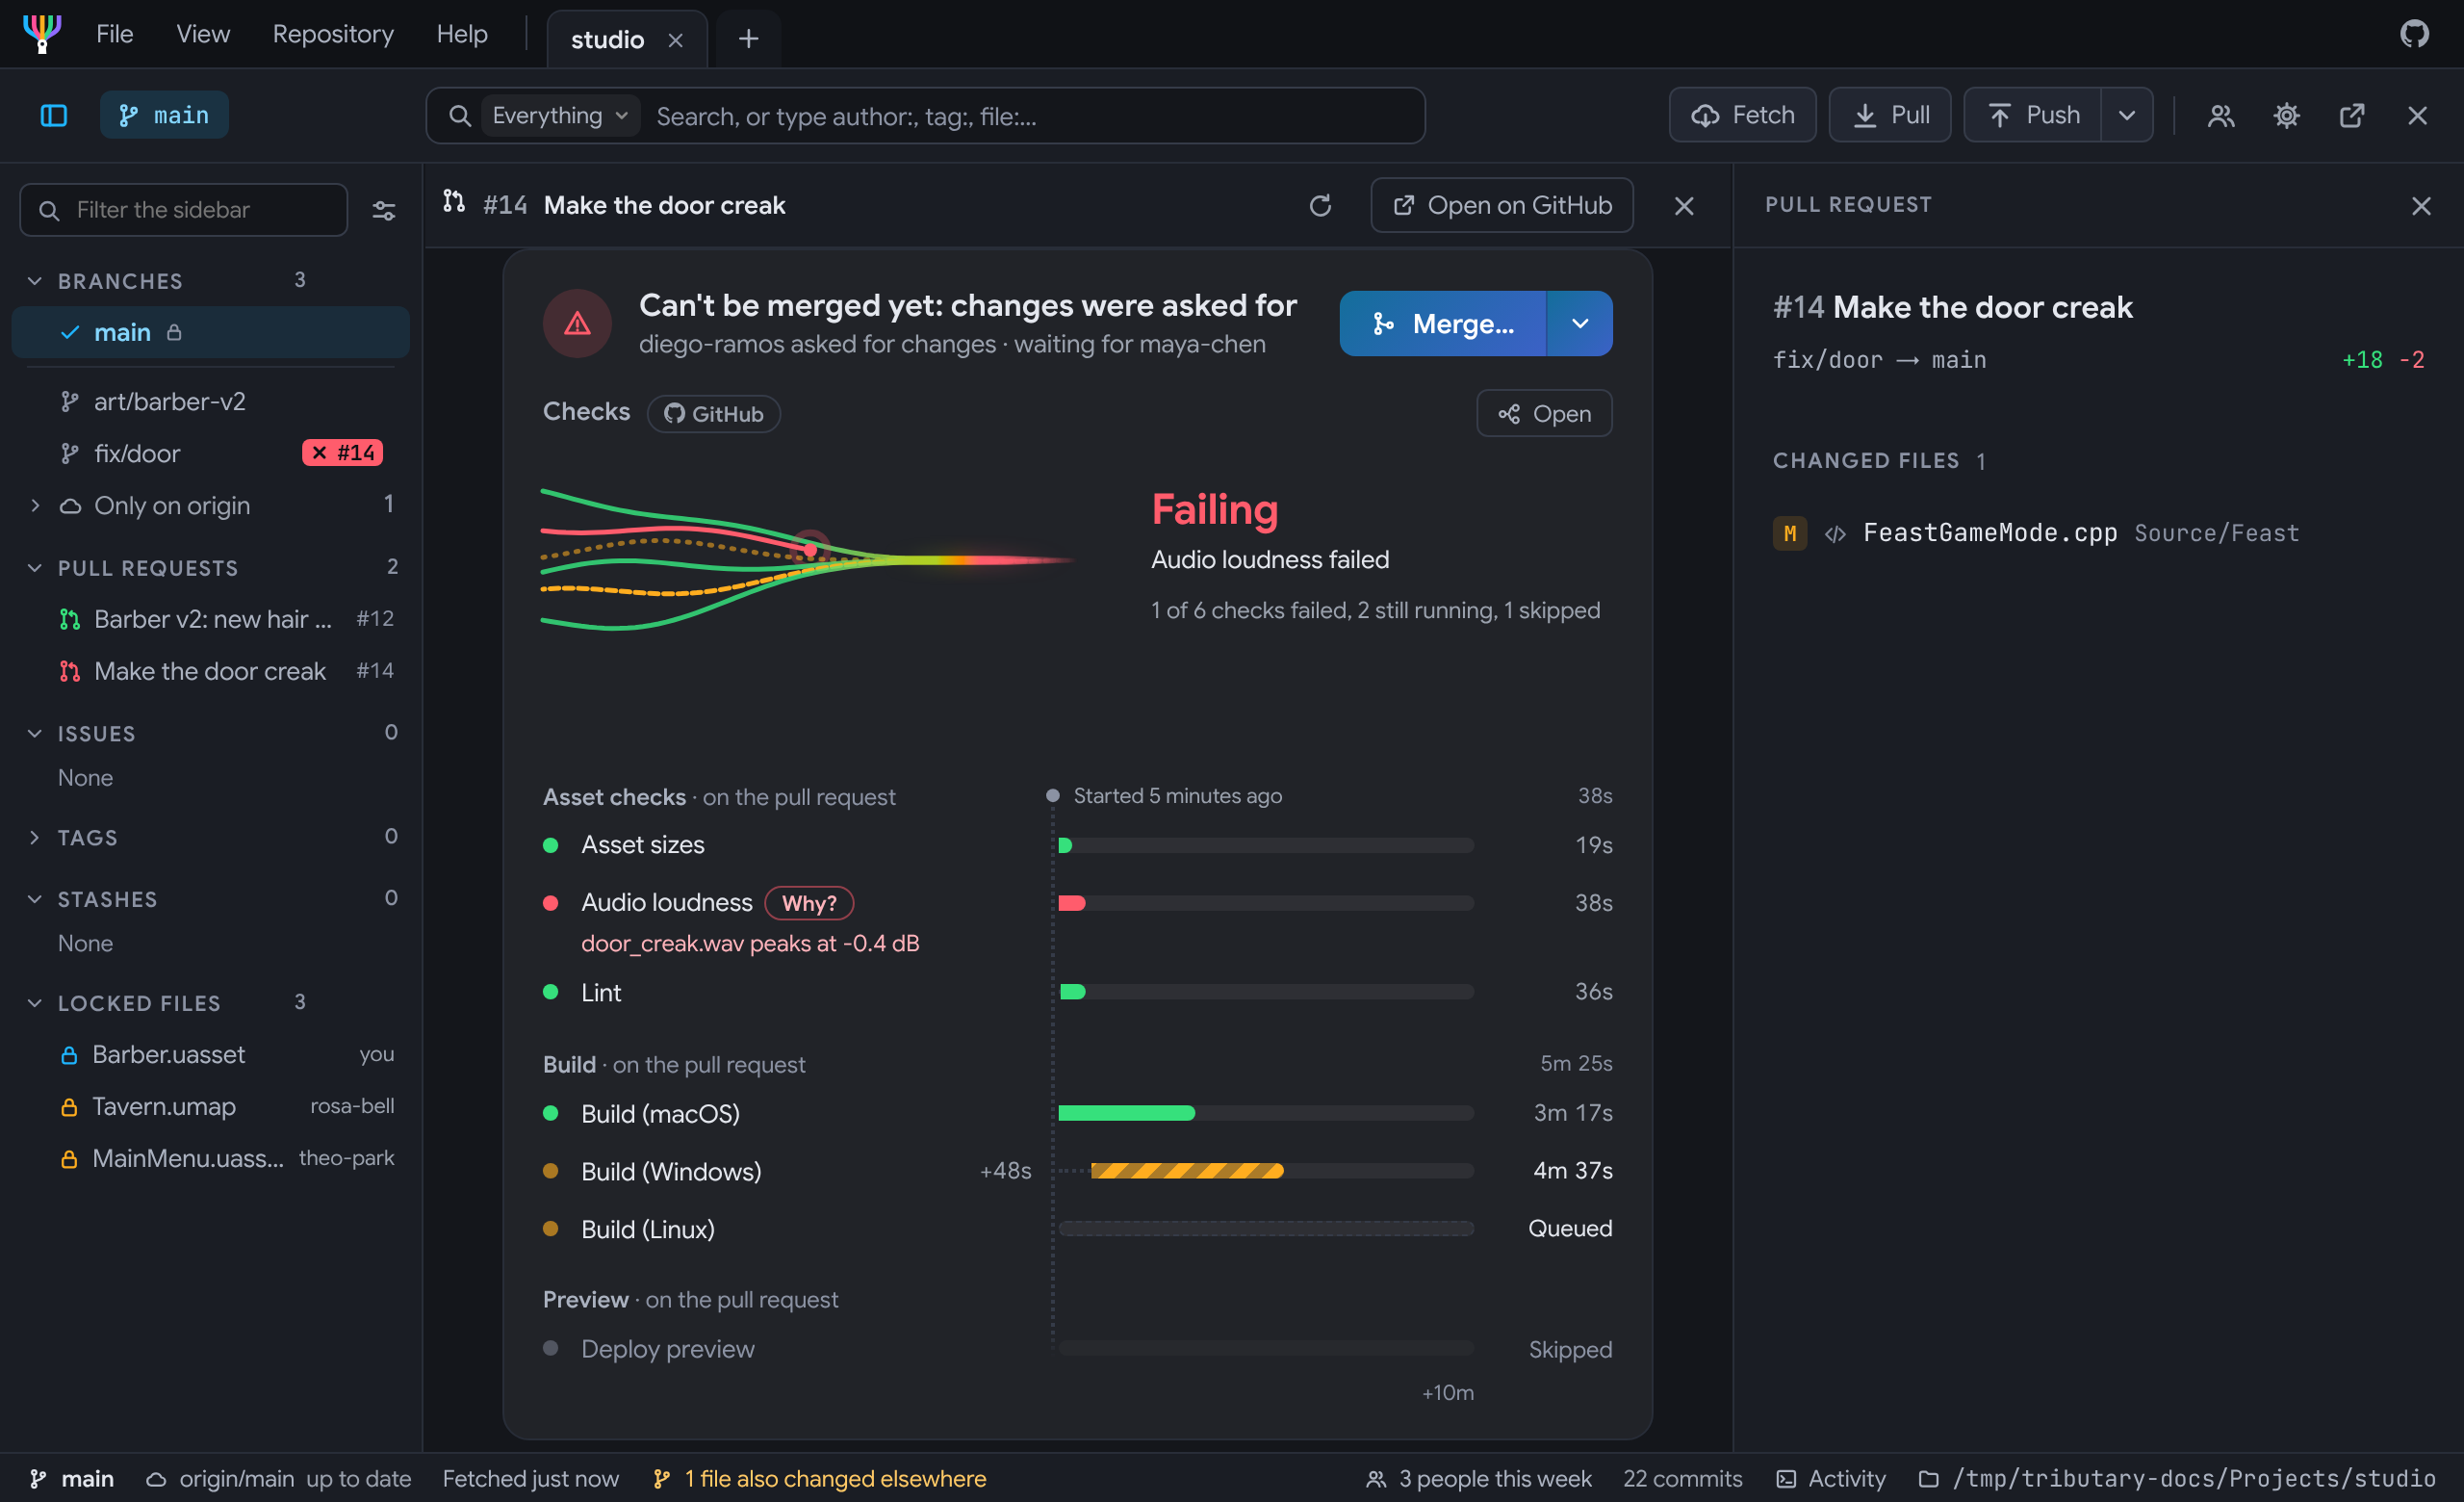 File View Repository Help studio
main Everything Search, or type author:, tag:, file:... Fetch Pull Push
Filter the sidebar
BRANCHES 3
main
art/barber-v2
fix/door #14
Only on origin 1
PULL REQUESTS 2
Barber v2: new hair ... #12
Make the door creak #14
ISSUES 0
None
TAGS 0
STASHES 0
None
LOCKED FILES 3
Barber.uasset you
Tavern.umap rosa-bell
MainMenu.uass... theo-park
#14 Make the door creak Open on GitHub
Can't be merged yet: changes were asked for
diego-ramos asked for changes · waiting for maya-chen
Merge...
Checks GitHub Open
Failing
Audio loudness failed
1 of 6 checks failed, 2 still running, 1 skipped
Asset checks · on the pull request Started 5 minutes ago 38s
Asset sizes 19s
Audio loudness Why? 38s
door_creak.wav peaks at -0.4 dB
Lint 36s
Build · on the pull request 5m 25s
Build (macOS) 3m 17s
Build (Windows) +48s 4m 37s
Build (Linux) Queued
Preview · on the pull request
Deploy preview Skipped
+10m
PULL REQUEST
#14 Make the door creak
fix/door → main +18 -2
CHANGED FILES 1
M FeastGameMode.cpp Source/Feast
main origin/main up to date Fetched just now 1 file also changed elsewhere 3 people this week 22 commits Activity /tmp/tributary-docs/Projects/studio